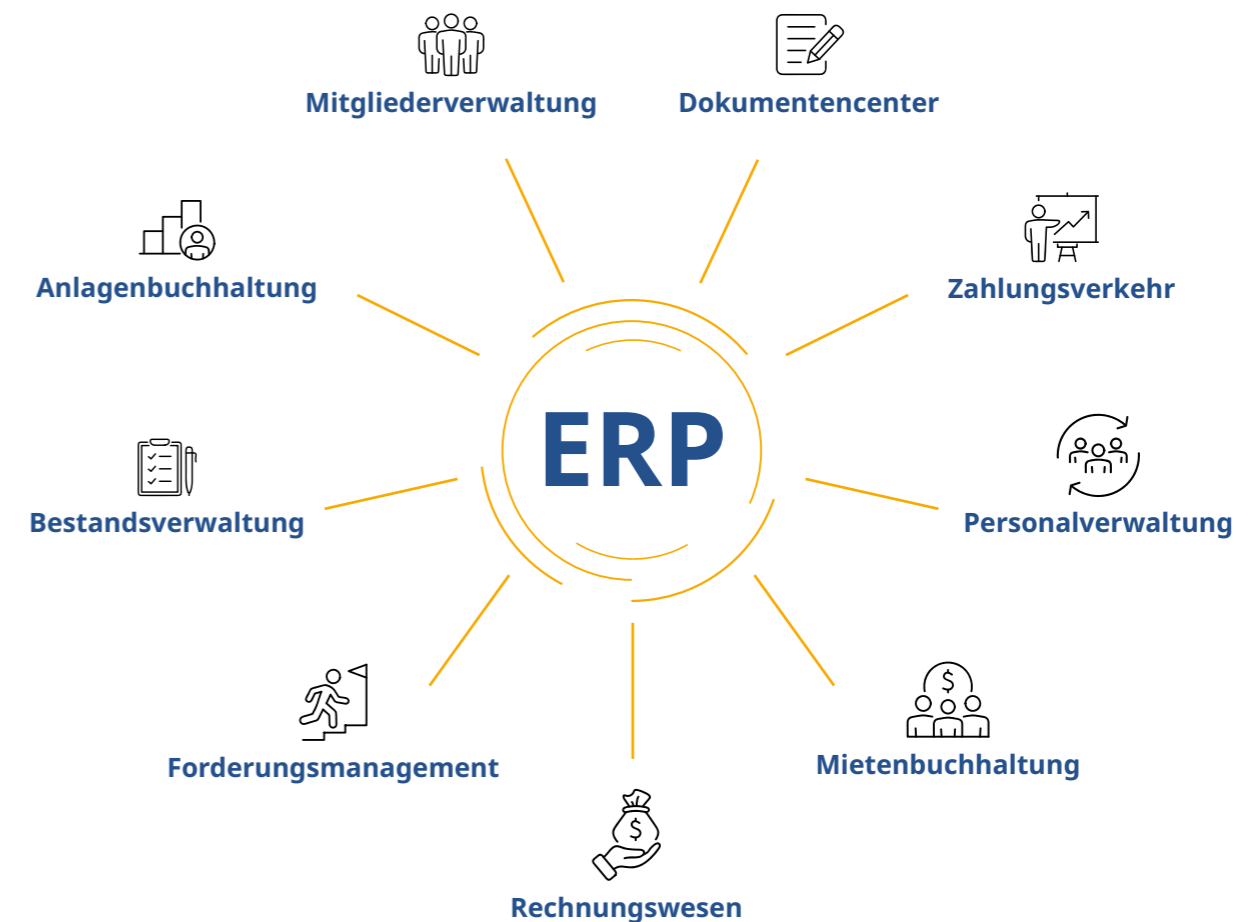 Mitgliederverwaltung
Dokumentencenter
Anlagenbuchhaltung
Zahlungsverkehr
ERP
Bestandsverwaltung
Personalverwaltung
Forderungsmanagement
Mietenbuchhaltung
Rechnungswesen